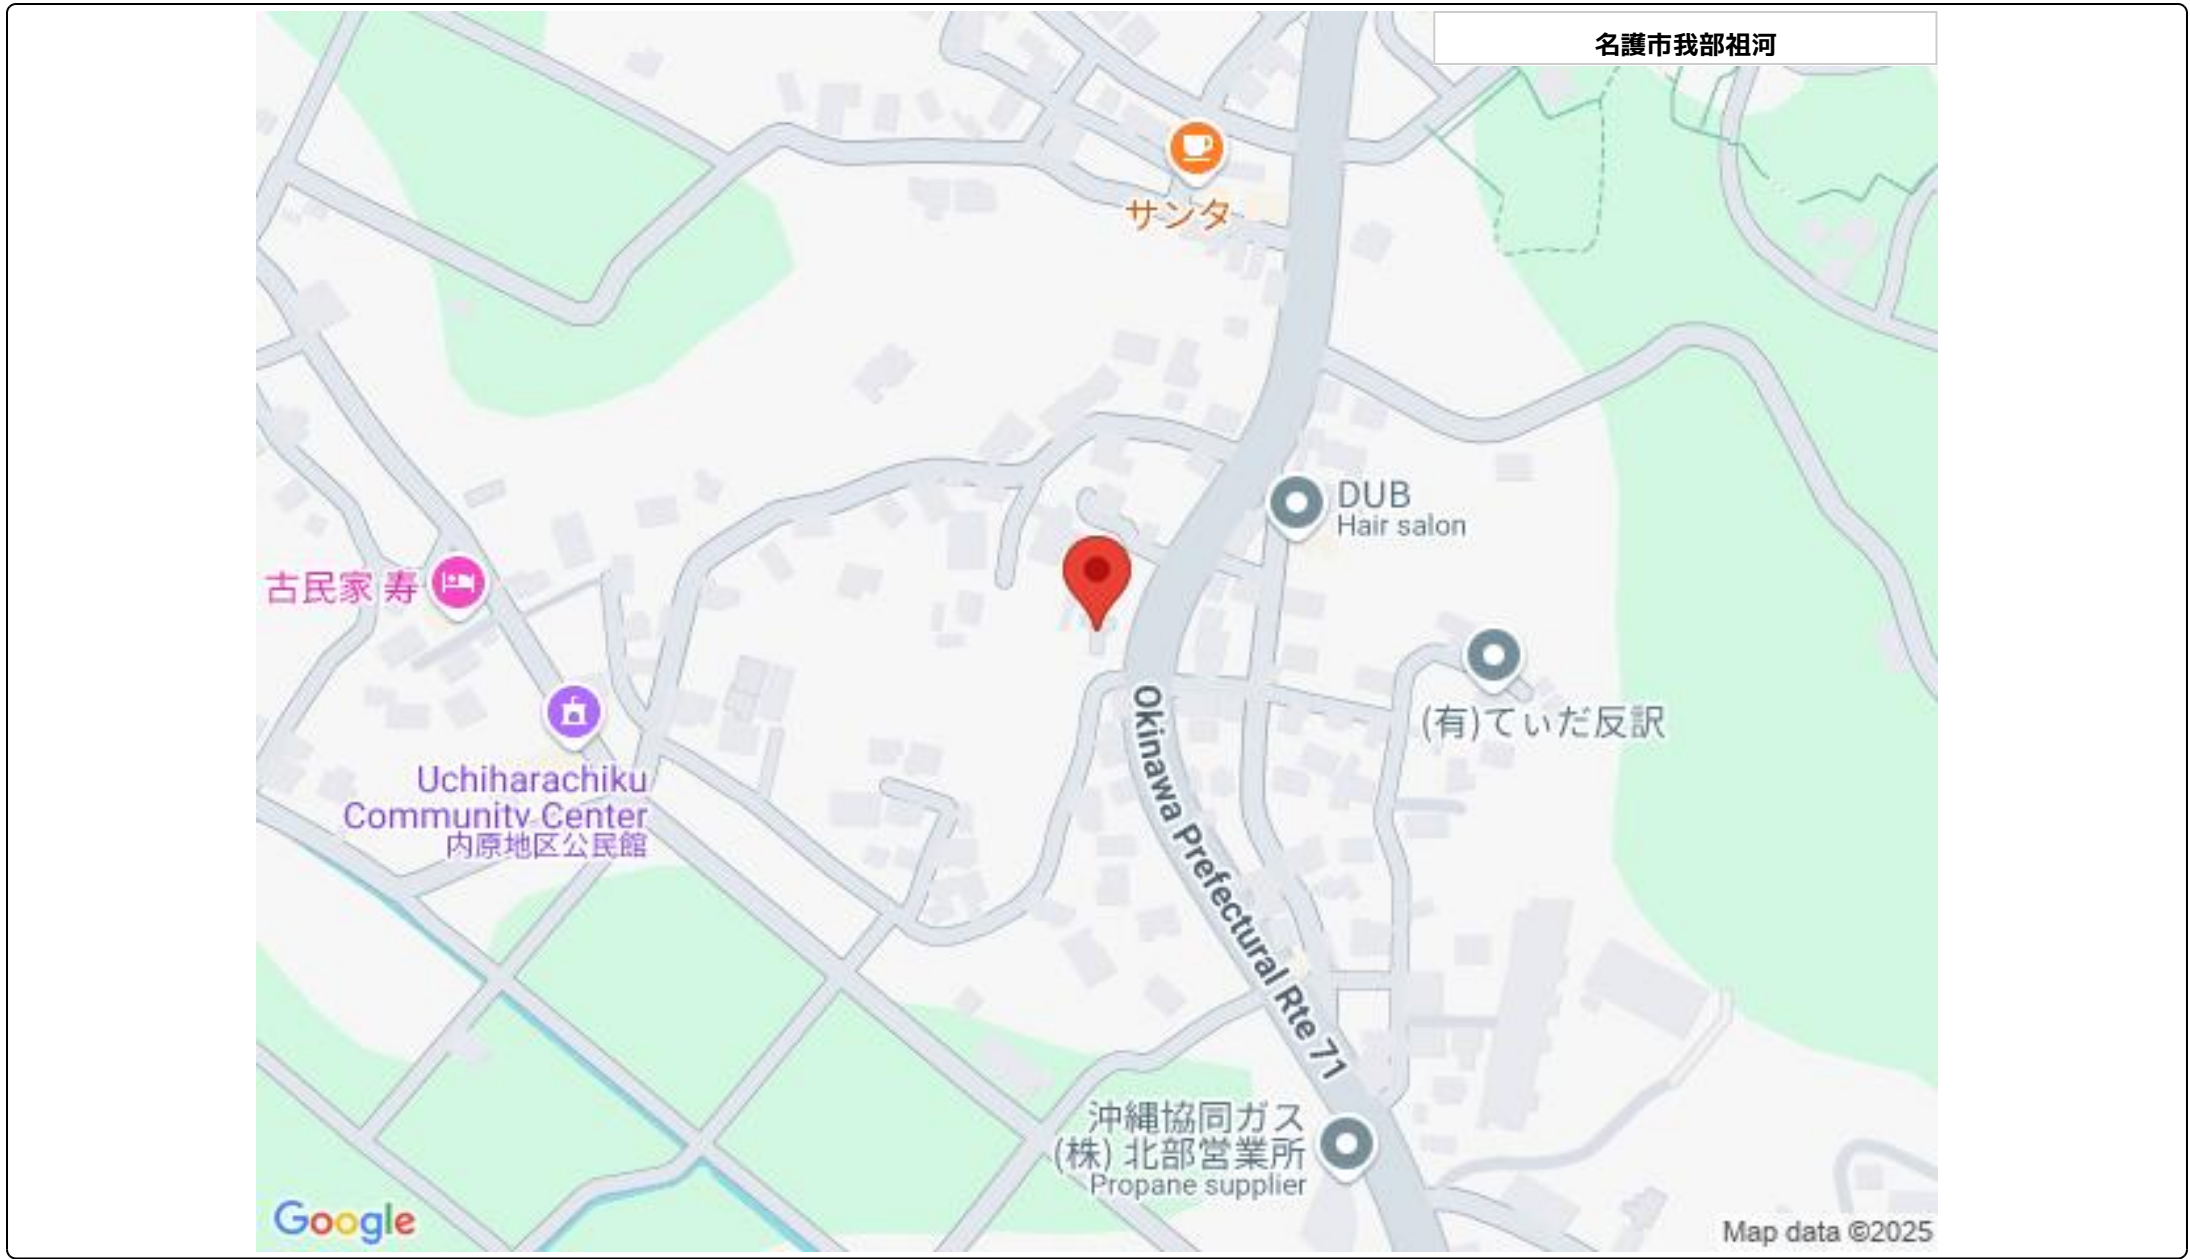 名護市我部祖河
サンタ
DUB
Hair salon
古民家 寿
(有)てぃだ反訳
Uchiharachiku
Community Center
内原地区公民館
Okinawa Prefectural Rte 71
沖縄協同ガス
(株) 北部営業所
Propane supplier
Google
Map data ©2025